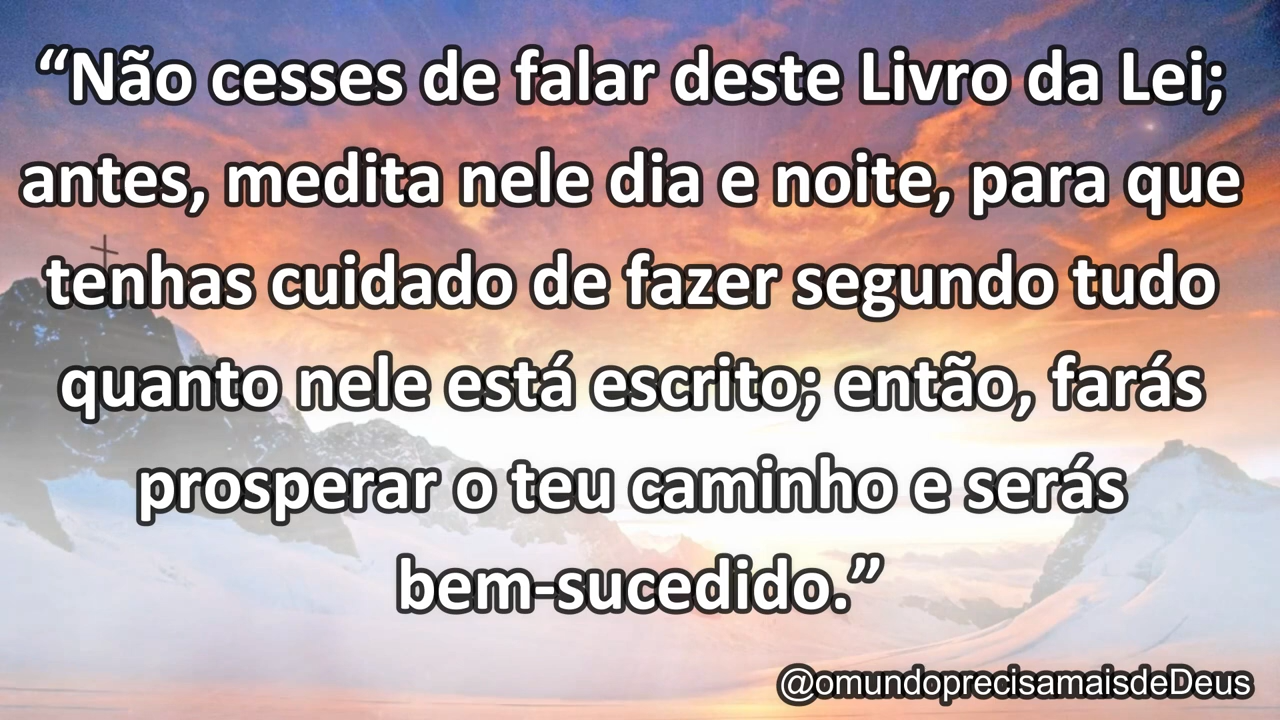 “Não cesses de falar deste Livro da Lei;
antes, medita nele dia e noite, para que
tenhas cuidado de fazer segundo tudo
quanto nele está escrito; então, farás
prosperar o teu caminho e serás
bem-sucedido.”
@omundoprecisamaisdeDeus